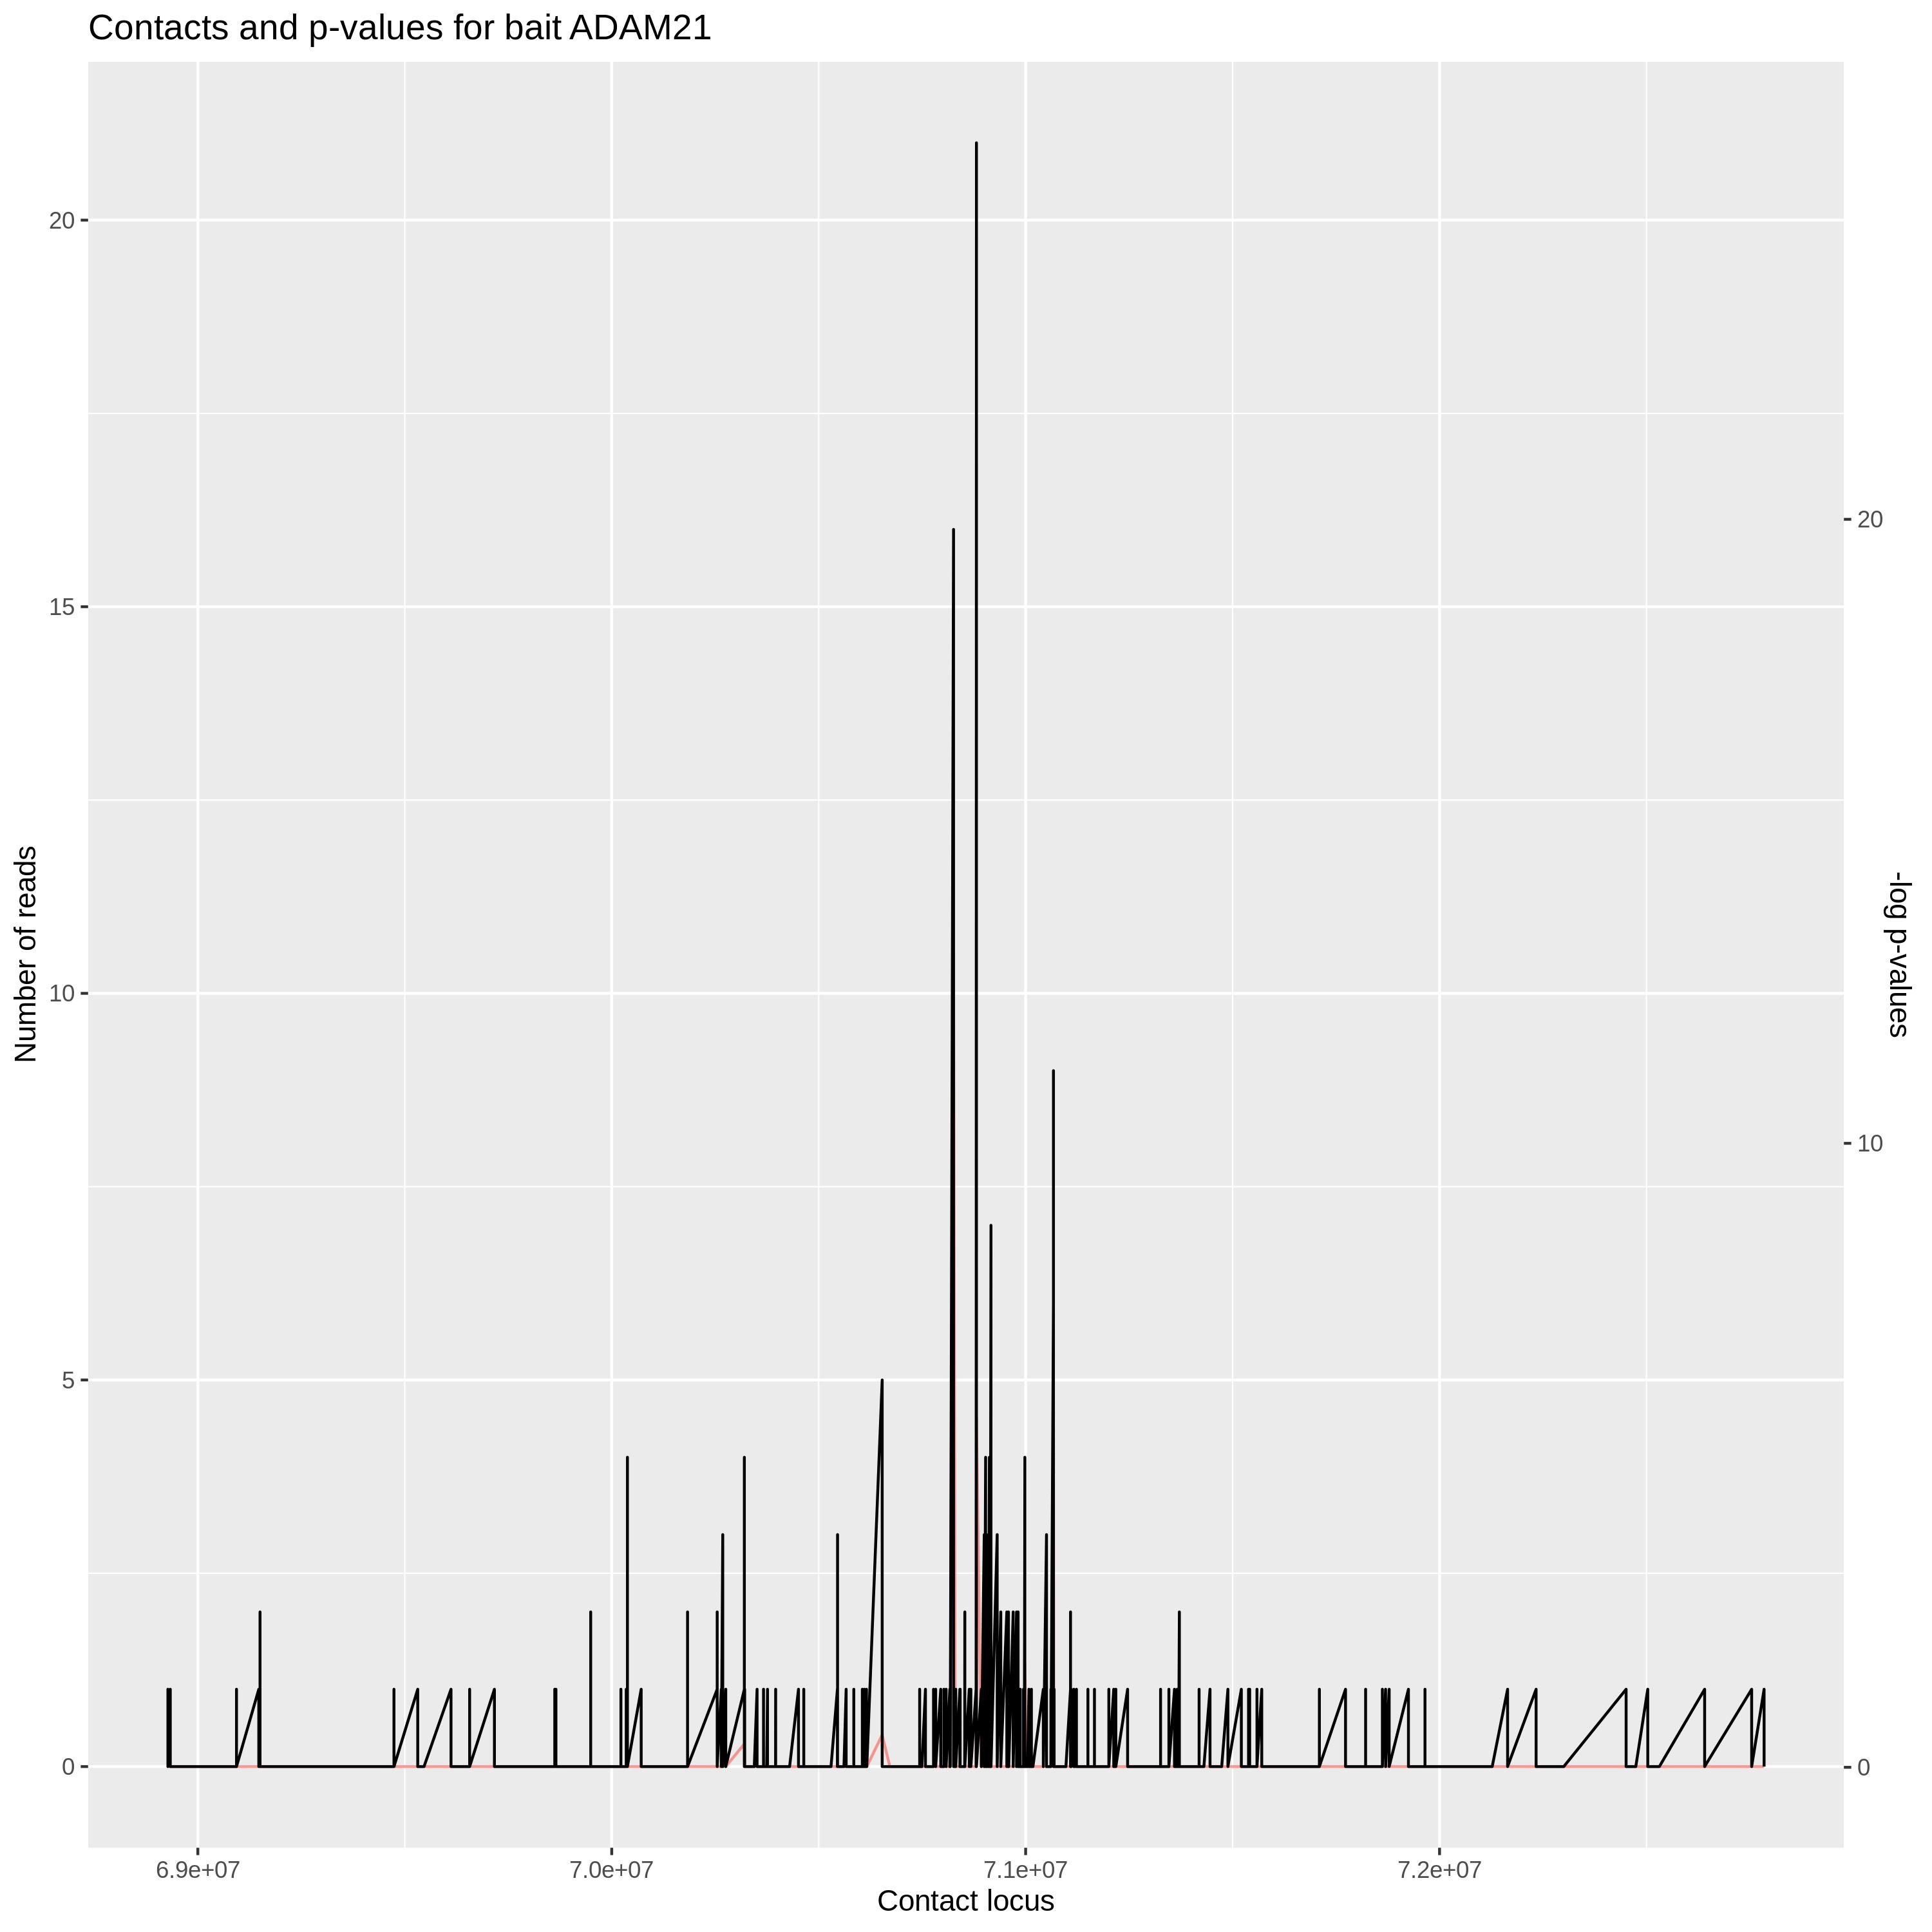 Contacts and p-values for bait ADAM21
20
15
10
5
0
Number of reads
20
10
0
-log p-values
6.9e+07
7.0e+07
7.1e+07
7.2e+07
Contact locus